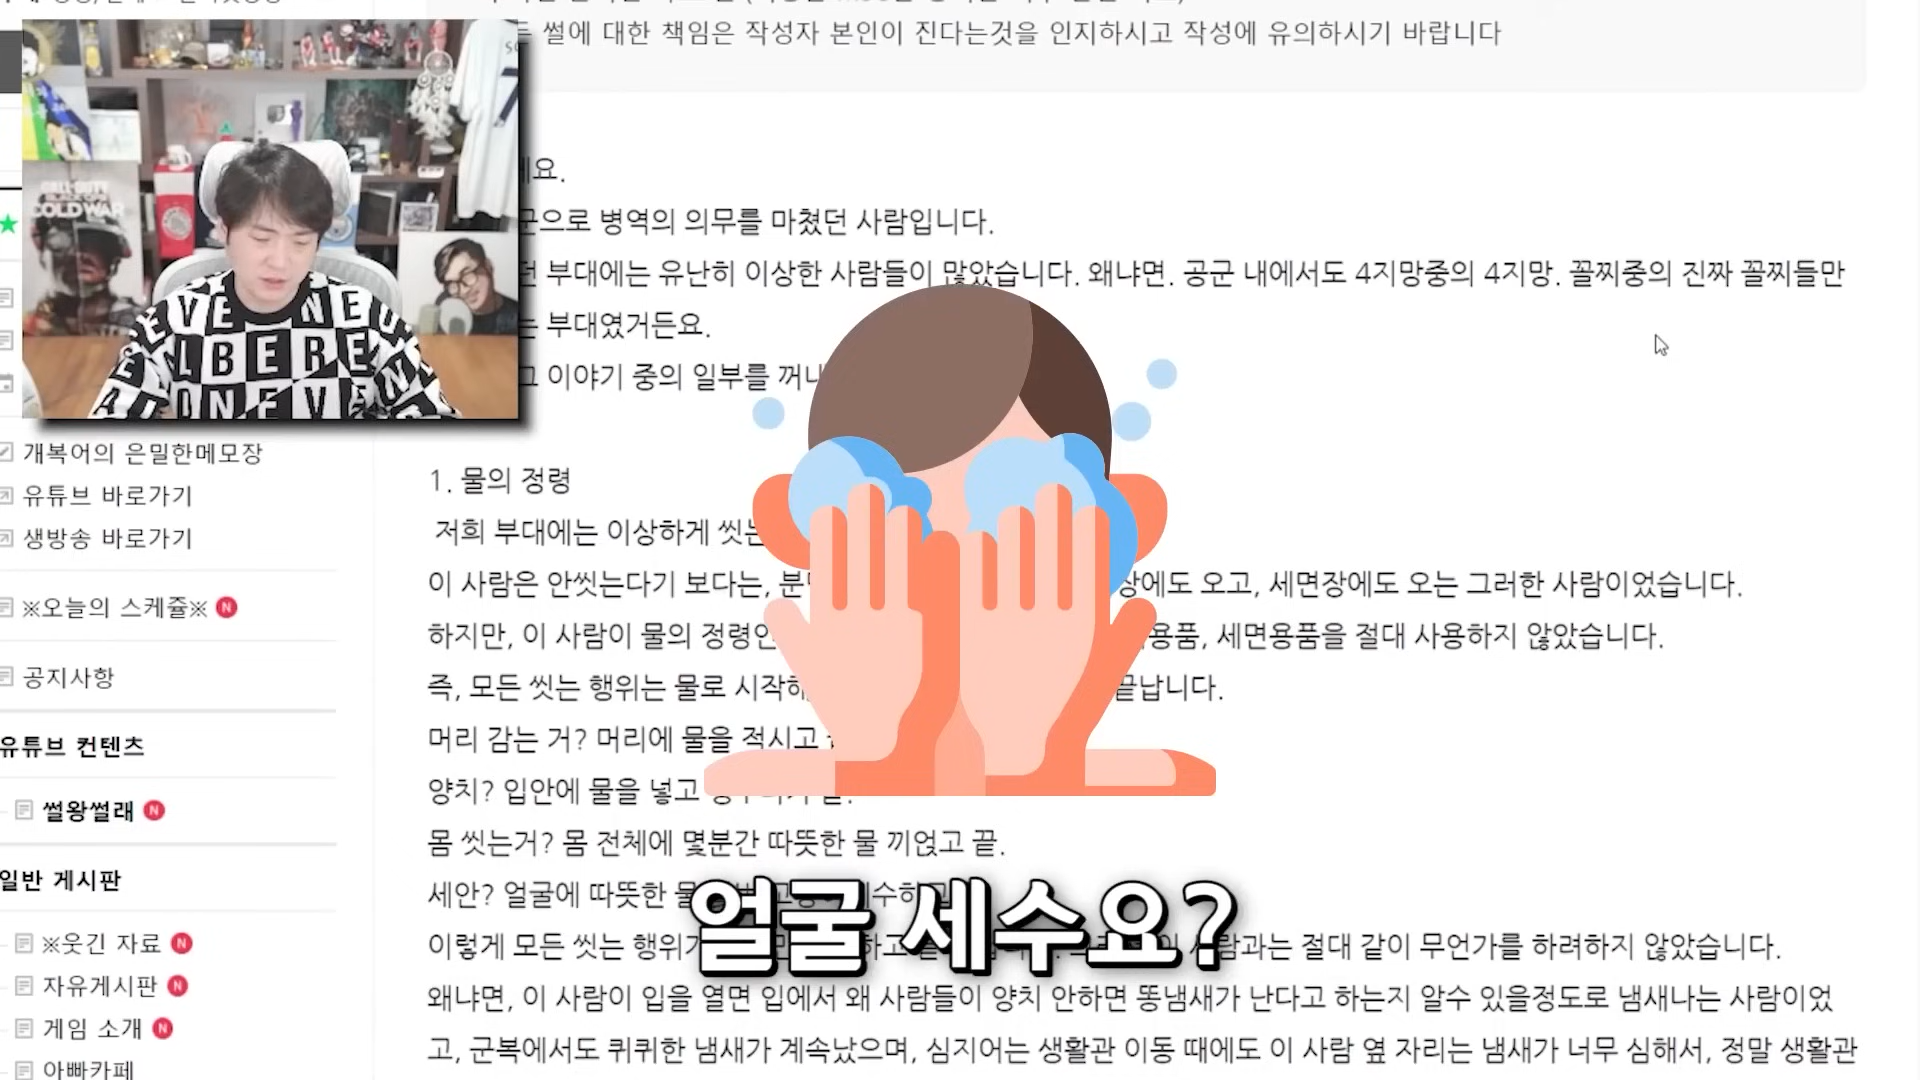 썰에 대한 책임은 작성자 본인이 진다는것을 인지하시고 작성에 유의하시기 바랍니다
CALL OF DUTY
BLACK OPS
COLD WAR
요.
군으로 병역의 의무를 마쳤던 사람입니다.
부대에는 유난히 이상한 사람들이 많았습니다. 왜냐면. 공군 내에서도 4지망중의 4지망. 꼴찌중의 진짜 꼴찌들만
부대였거든요.
이야기 중의 일부를
개복어의 은밀한메모장
유튜브 바로가기
생방송 바로가기
※오늘의 스케쥴※ N
공지사항
유튜브 컨텐츠
썰왕썰래 N
일반 게시판
※웃긴 자료 N
자유게시판 N
게임 소개 N
아빠카페
1. 물의 정령
저희 부대에는 이상하게
이 사람은 안씻는다기 보다는, 오고, 세면장에도 오는 그러한 사람이었습니다.
하지만, 이 사람이 물의 세면용품을 절대 사용하지 않았습니다.
즉, 모든 씻는 행위는 물로 끝납니다.
머리 감는 거? 머리에 물을 적시고
양치? 입안에 물을 넣고
몸 씻는거? 몸 전체에 몇분간 따뜻한 물 끼얹고 끝.
세안? 얼굴에 따뜻한
이렇게 모든 씻는 절대 같이 무언가를 하려하지 않았습니다.
왜냐면, 이 사람이 입을 열면 입에서 왜 사람들이 양치 안하면 똥냄새가 난다고 하는지 알수 있을정도로 냄새나는 사람이었
고, 군복에서도 퀴퀴한 냄새가 계속났으며, 심지어는 생활관 이동 때에도 이 사람 옆 자리는 냄새가 너무 심해서, 정말 생활관
얼굴 세수요?